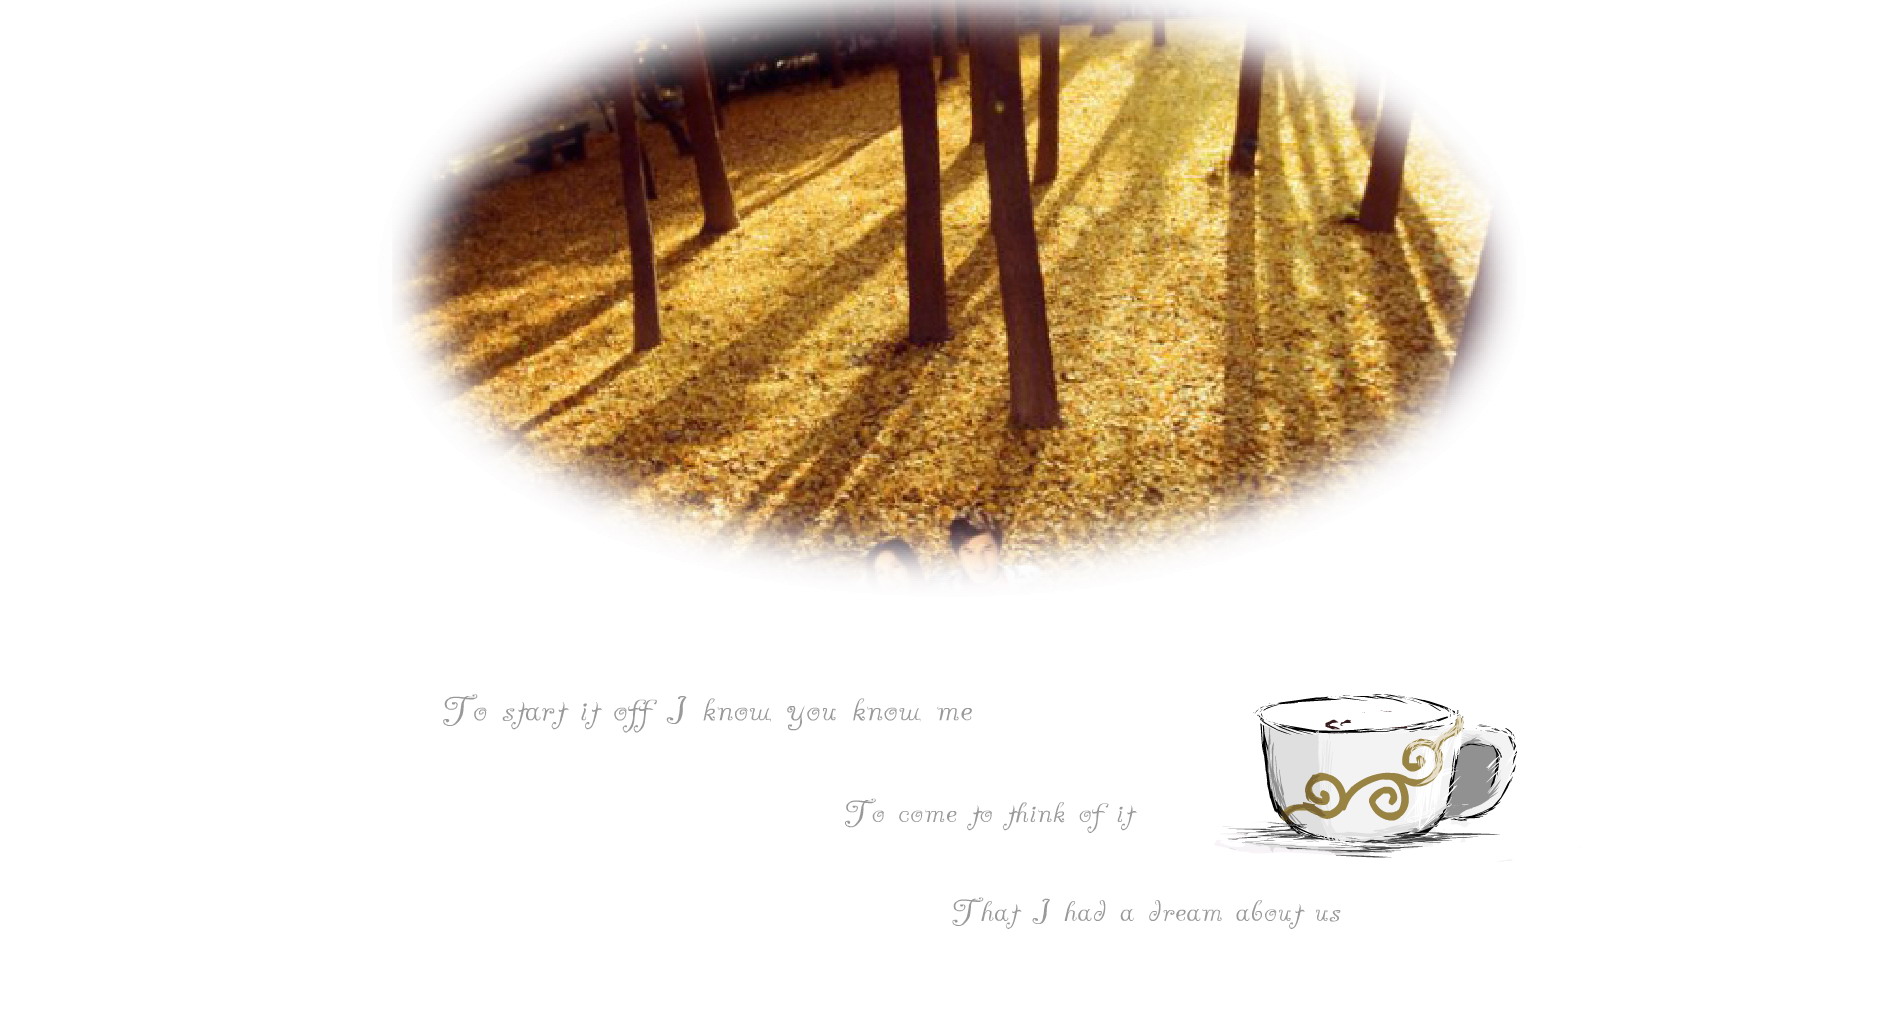 To start it off I know you know me
To come to think of it
That I had a dream about us